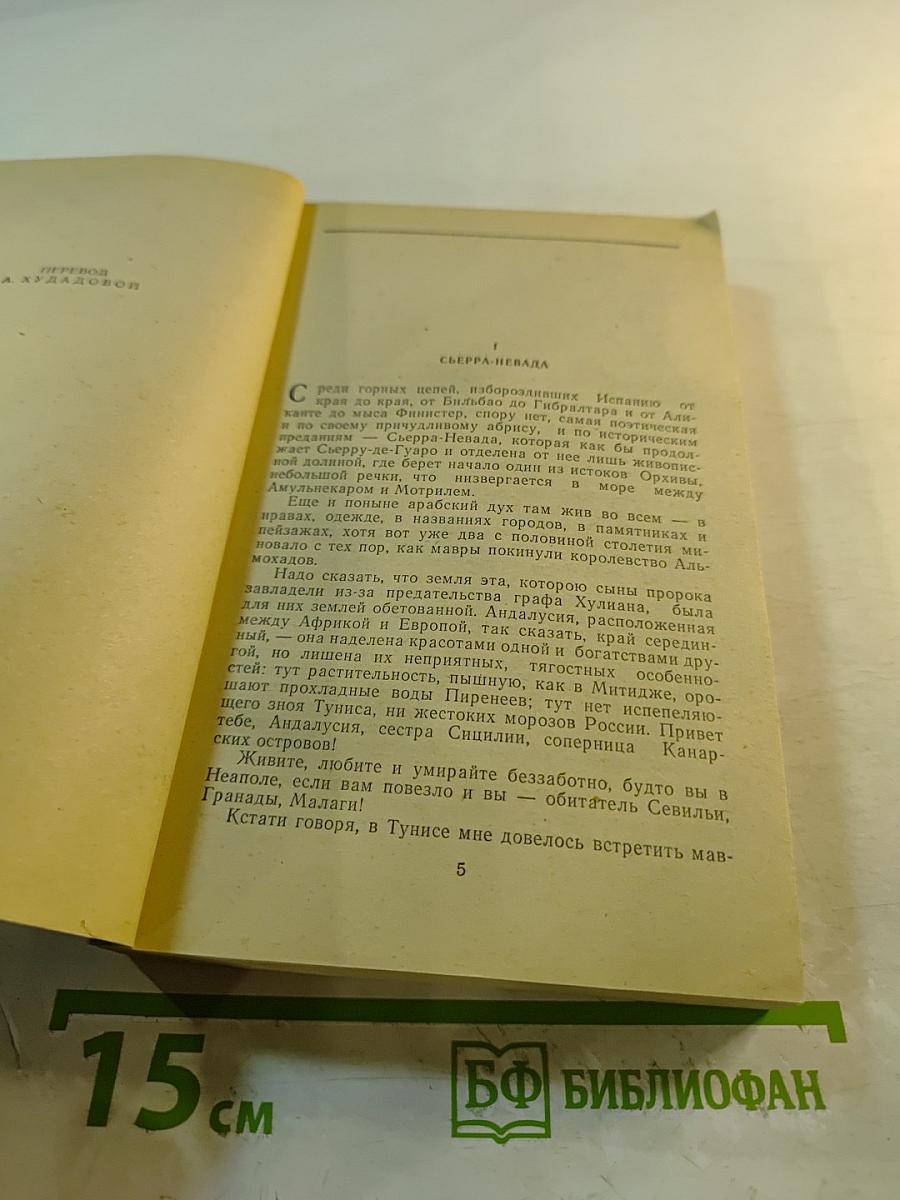 ПЕРЕВОД
А. ХУДАДОВОЙ
I
СЬЕРРА-НЕВАДА
Среди горных цепей, избороздивших Испанию от
края до края, от Бильбао до Гибралтара и от Али-
канте до мыса Финистер, спору нет, самая поэтическая
и по своему причудливому абрису, и по историческим
преданиям — Сьерра-Невада, которая как бы продол-
жает Сьерру-де-Гуаро и отделена от нее лишь живопис-
ной долиной, где берет начало один из истоков Орхивы,
небольшой речки, что низвергается в море между
Амульнекаром и Мотрилем.
Еще и поныне арабский дух там жив во всем — в
нравах, одежде, в названиях городов, в памятниках и
пейзажах, хотя вот уже два с половиной столетия ми-
новало с тех пор, как мавры покинули королевство Аль-
мохадов.
Надо сказать, что земля эта, которою сыны пророка
завладели из-за предательства графа Хулиана, была
для них землей обетованной. Андалусия, расположенная
между Африкой и Европой, так сказать, край середин-
ный, — она наделена красотами одной и богатствами дру-
гой, но лишена их неприятных, тягостных особенно-
стей: тут растительность, пышную, как в Митидже, оро-
шают прохладные воды Пиренеев; тут нет испепеляю-
щего зноя Туниса, ни жестоких морозов России. Привет
тебе, Андалусия, сестра Сицилии, соперница Канар-
ских островов!
Живите, любите и умирайте беззаботно, будто вы в
Неаполе, если вам повезло и вы — обитатель Севильи,
Гранады, Малаги!
Кстати говоря, в Тунисе мне довелось встретить мав-
5
15 см
БФ БИБЛИОФАН